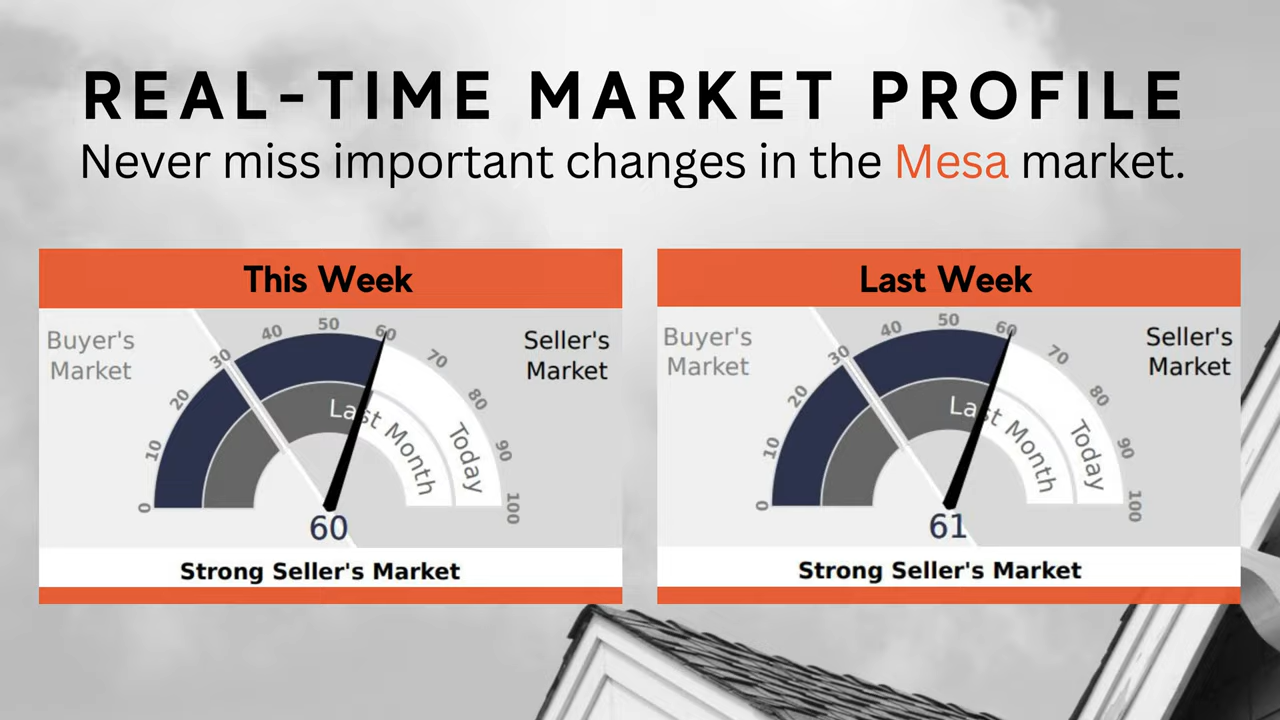 REAL-TIME MARKET PROFILE
Never miss important changes in the Mesa market.
This Week
Buyer's
Market
Seller's
Market
0
10
20
30
40
50
60
70
80
90
100
Last Month
Today
60
Strong Seller's Market
Last Week
Buyer's
Market
Seller's
Market
0
10
20
30
40
50
60
70
80
90
100
Last Month
Today
61
Strong Seller's Market